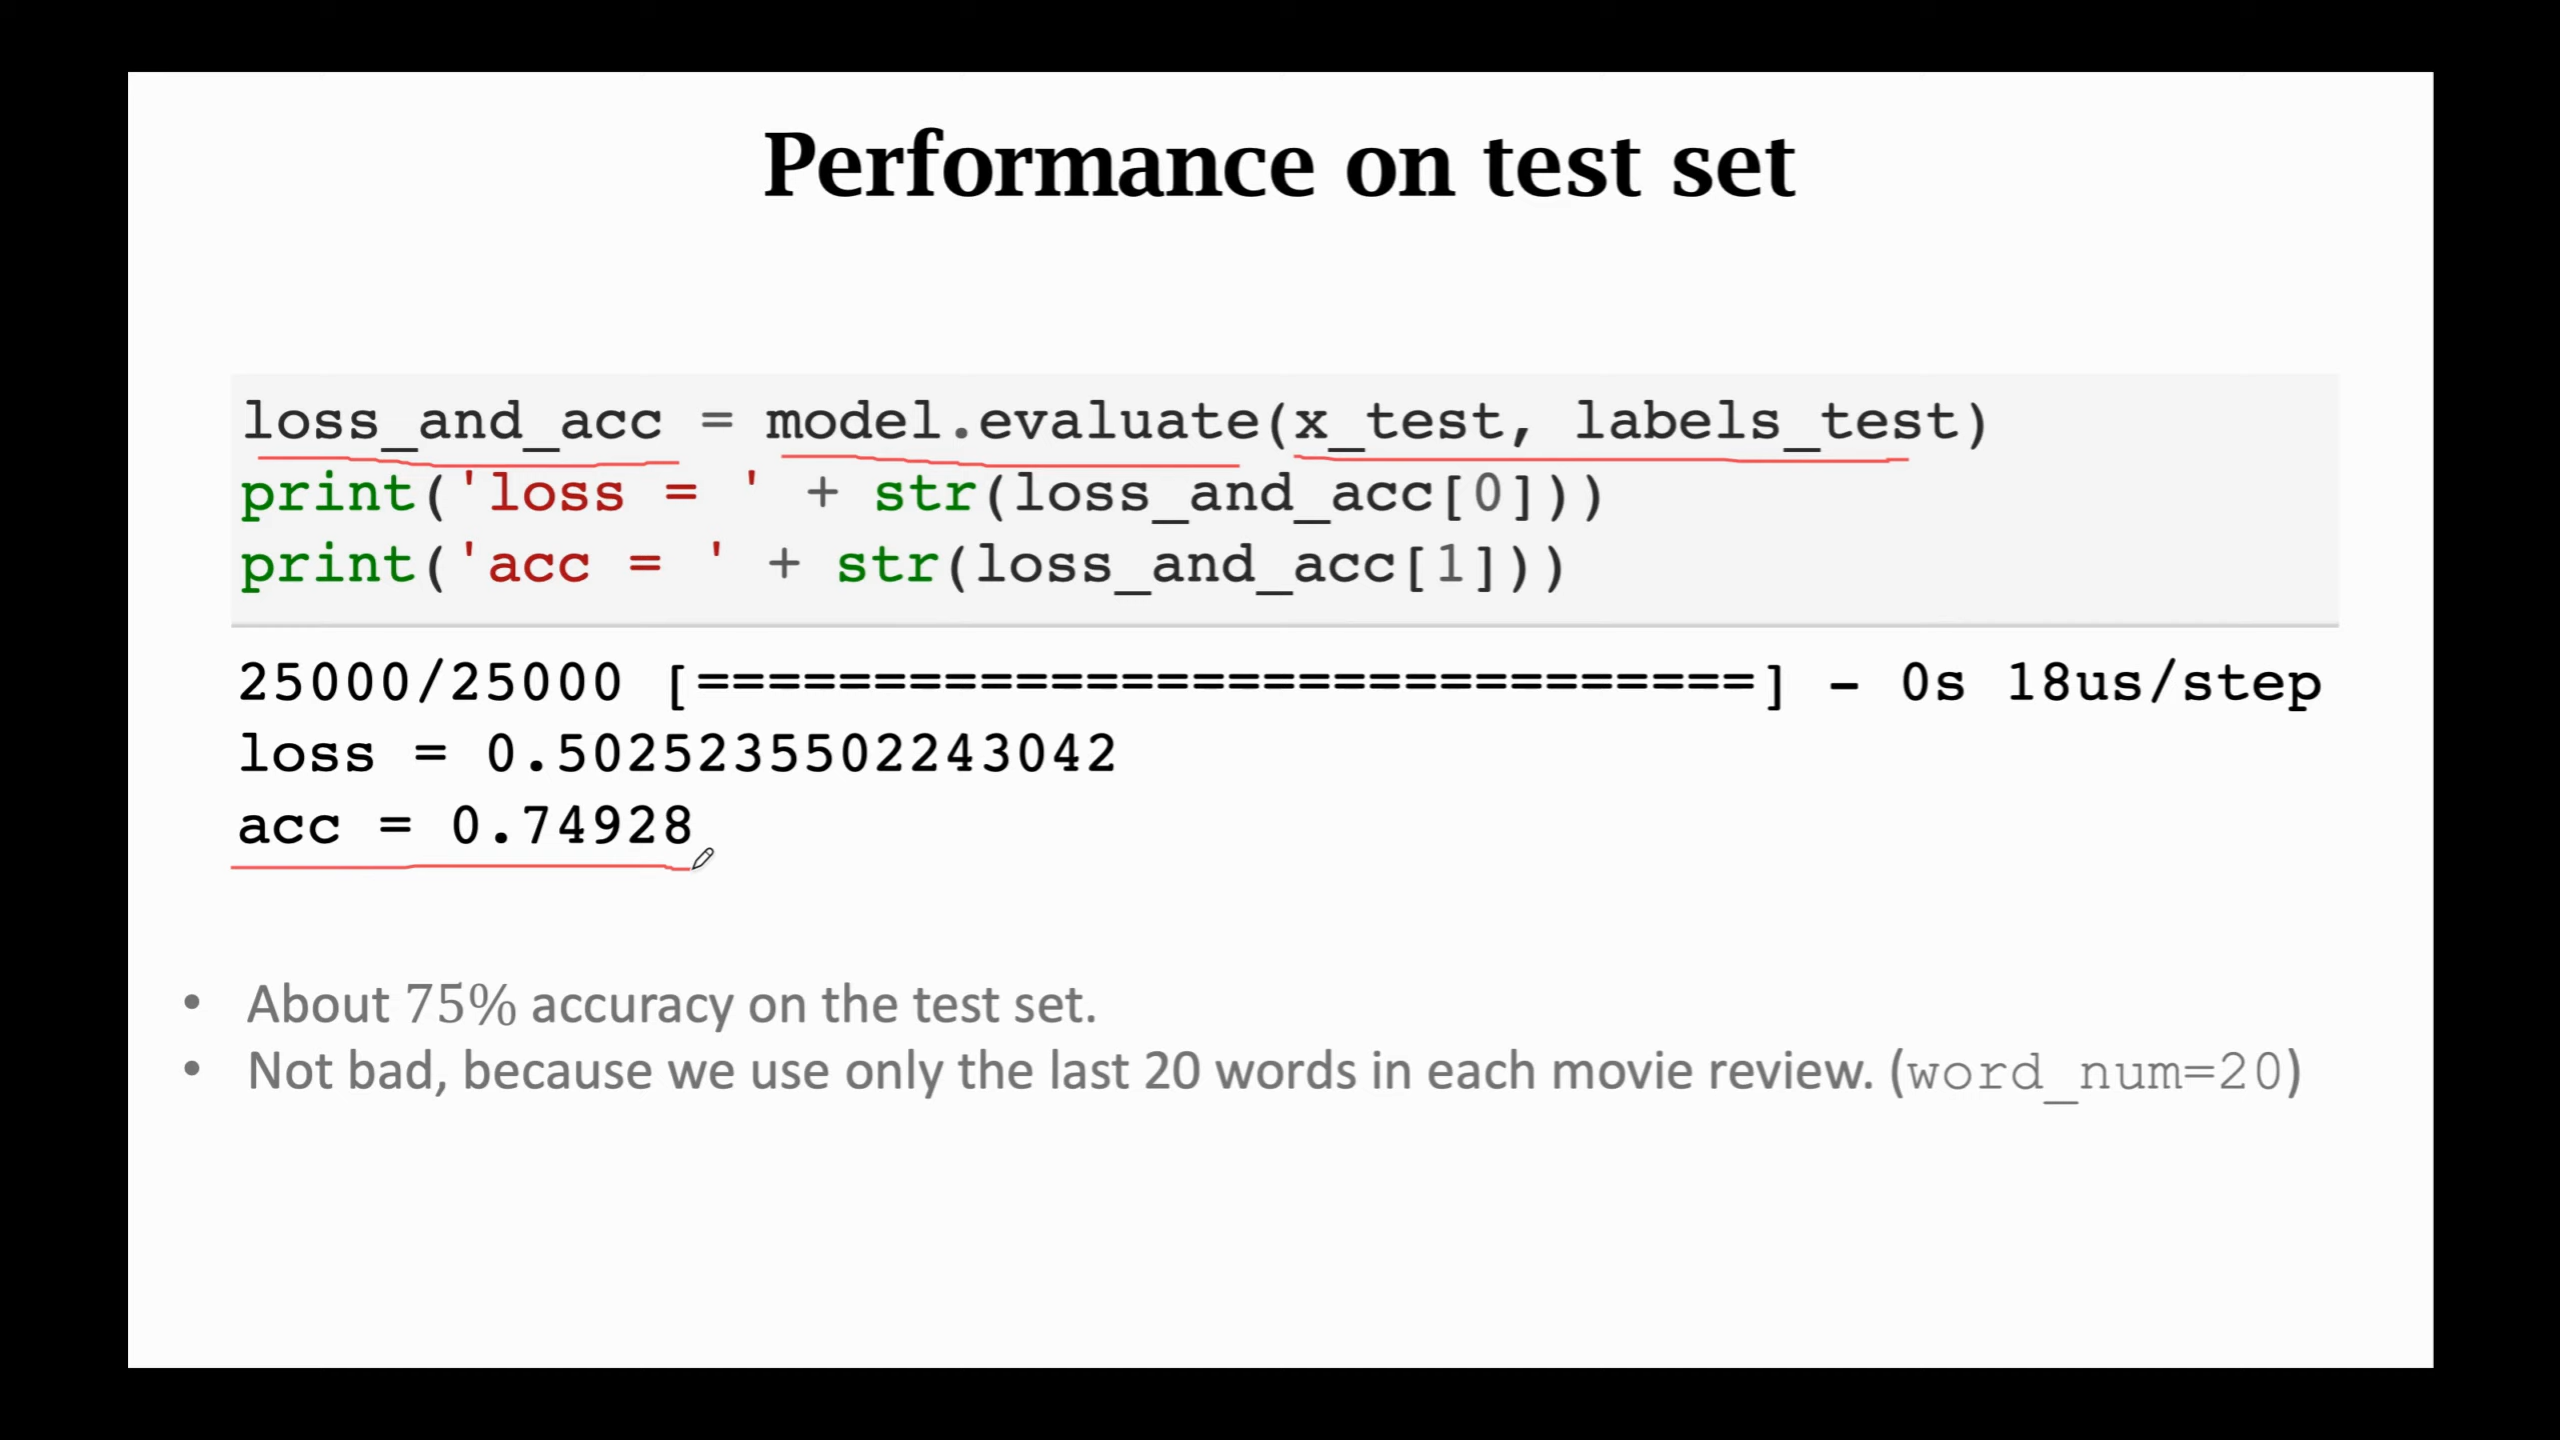 Performance on test set
loss_and_acc = model.evaluate(x_test, labels_test)
print('loss = ' + str(loss_and_acc[0]))
print('acc = ' + str(loss_and_acc[1]))
25000/25000 [==============================] - 0s 18us/step
loss = 0.5025235502243042
acc = 0.74928
• About 75% accuracy on the test set.
• Not bad, because we use only the last 20 words in each movie review. (word_num=20)